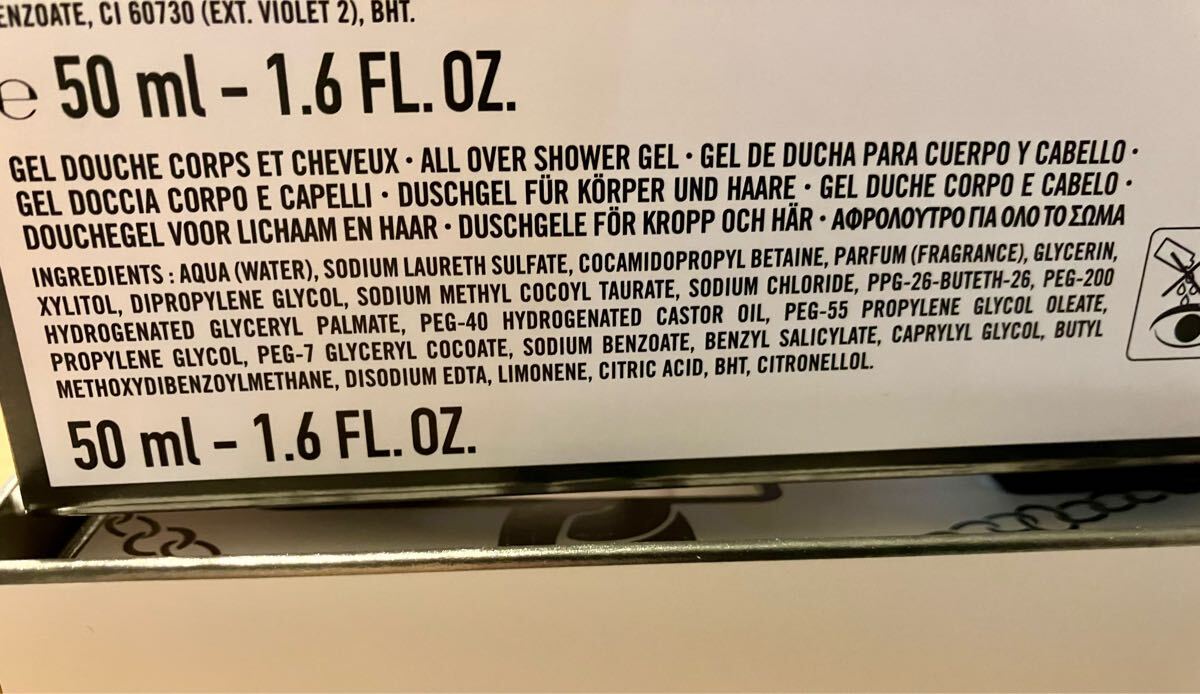 ENZOATE, CI 60730 (EXT. VIOLET 2), BHT.
e 50 ml – 1.6 FL. OZ.
GEL DOUCHE CORPS ET CHEVEUX · ALL OVER SHOWER GEL · GEL DE DUCHA PARA CUERPO Y CABELLO ·
GEL DOCCIA CORPO E CAPELLI · DUSCHGEL FÜR KÖRPER UND HAARE · GEL DUCHE CORPO E CABELO ·
DOUCHEGEL VOOR LICHAAM EN HAAR · DUSCHGELE FÖR KROPP OCH HÄR · ΑΦΡΟΛΟΥΤΡΟ ΓΙΑ ΟΛΟ ΤΟ ΣΩΜΑ
INGREDIENTS : AQUA (WATER), SODIUM LAURETH SULFATE, COCAMIDOPROPYL BETAINE, PARFUM (FRAGRANCE), GLYCERIN,
XYLITOL, DIPROPYLENE GLYCOL, SODIUM METHYL COCOYL TAURATE, SODIUM CHLORIDE, PPG-26-BUTETH-26, PEG-200
HYDROGENATED GLYCERYL PALMATE, PEG-40 HYDROGENATED CASTOR OIL, PEG-55 PROPYLENE GLYCOL OLEATE,
PROPYLENE GLYCOL, PEG-7 GLYCERYL COCOATE, SODIUM BENZOATE, BENZYL SALICYLATE, CAPRYLYL GLYCOL, BUTYL
METHOXYDIBENZOYLMETHANE, DISODIUM EDTA, LIMONENE, CITRIC ACID, BHT, CITRONELLOL.
50 ml – 1.6 FL. OZ.